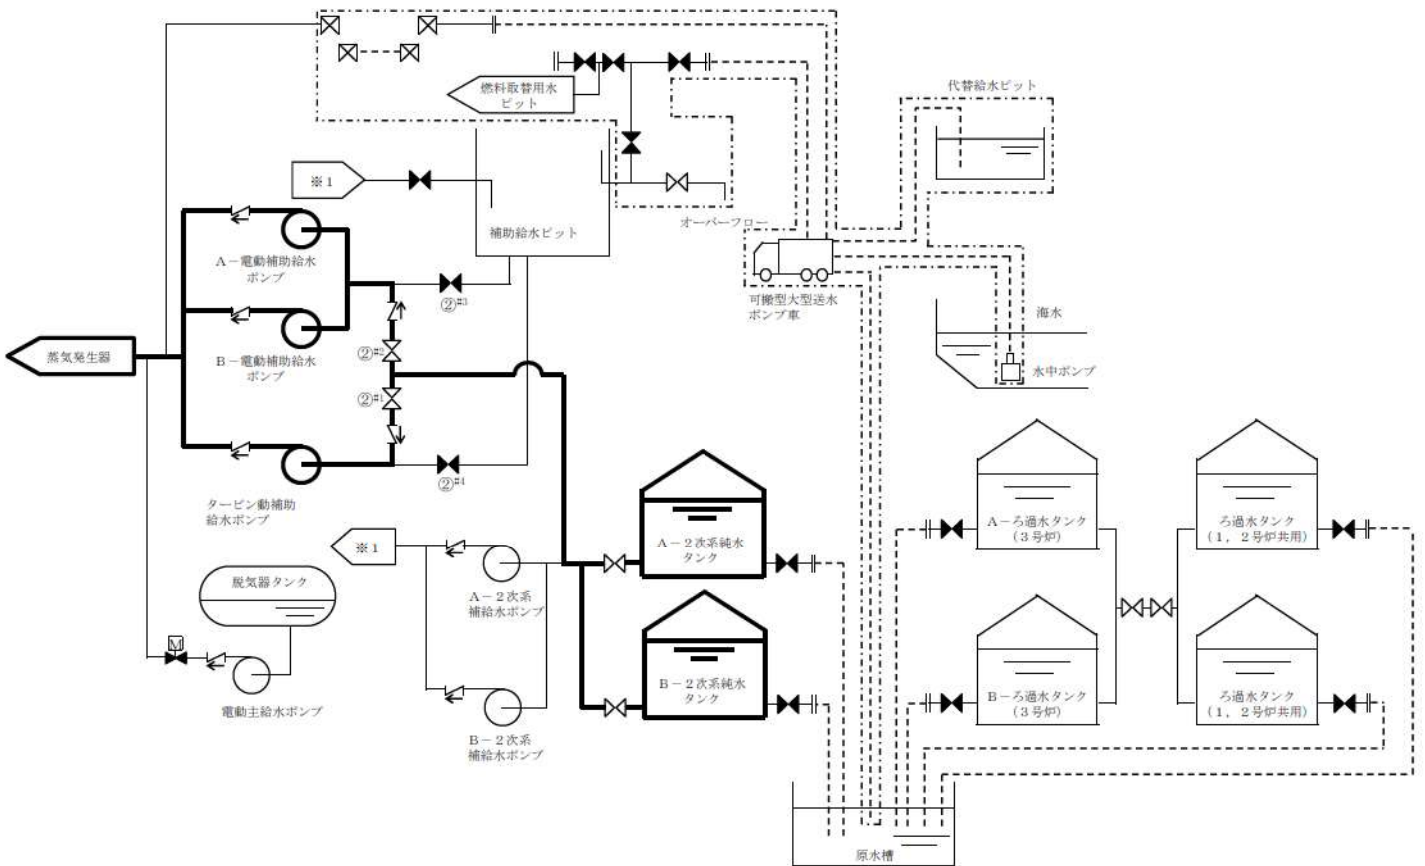 燃料取替用水
ピット
代替給水ピット
※1
補助給水ピット
オーバーフロー
A-電動補助給水
ポンプ
②#3
可搬型大型送水
ポンプ車
海水
蒸気発生器
B-電動補助給水
ポンプ
②#2
水中ポンプ
②#1
タービン動補助
給水ポンプ
②#4
A-2次系純水
タンク
A-ろ過水タンク
(3号炉)
ろ過水タンク
(1,2号炉共用)
※1
脱気器タンク
A-2次系
補給水ポンプ
M
B-2次系純水
タンク
B-ろ過水タンク
(3号炉)
ろ過水タンク
(1,2号炉共用)
電動主給水ポンプ
B-2次系
補給水ポンプ
原水槽